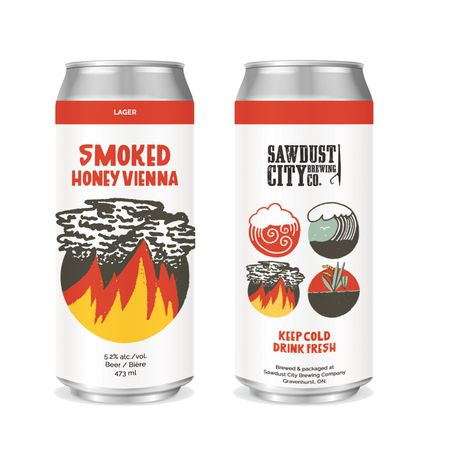 LAGER
SMOKED
HONEY VIENNA
5.2% alc./vol.
Beer / Bière
473 ml
SAWDUST
CITY BREWING CO.
KEEP COLD
DRINK FRESH
Brewed & packaged at
Sawdust City Brewing Company
Gravenhurst, ON.